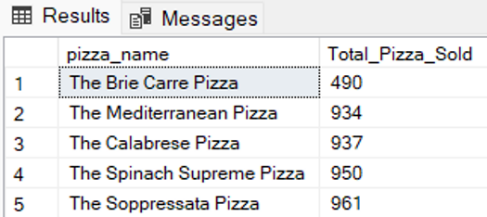 Results Messages
pizza_name Total_Pizza_Sold
1 The Brie Carre Pizza 490
2 The Mediterranean Pizza 934
3 The Calabrese Pizza 937
4 The Spinach Supreme Pizza 950
5 The Soppressata Pizza 961